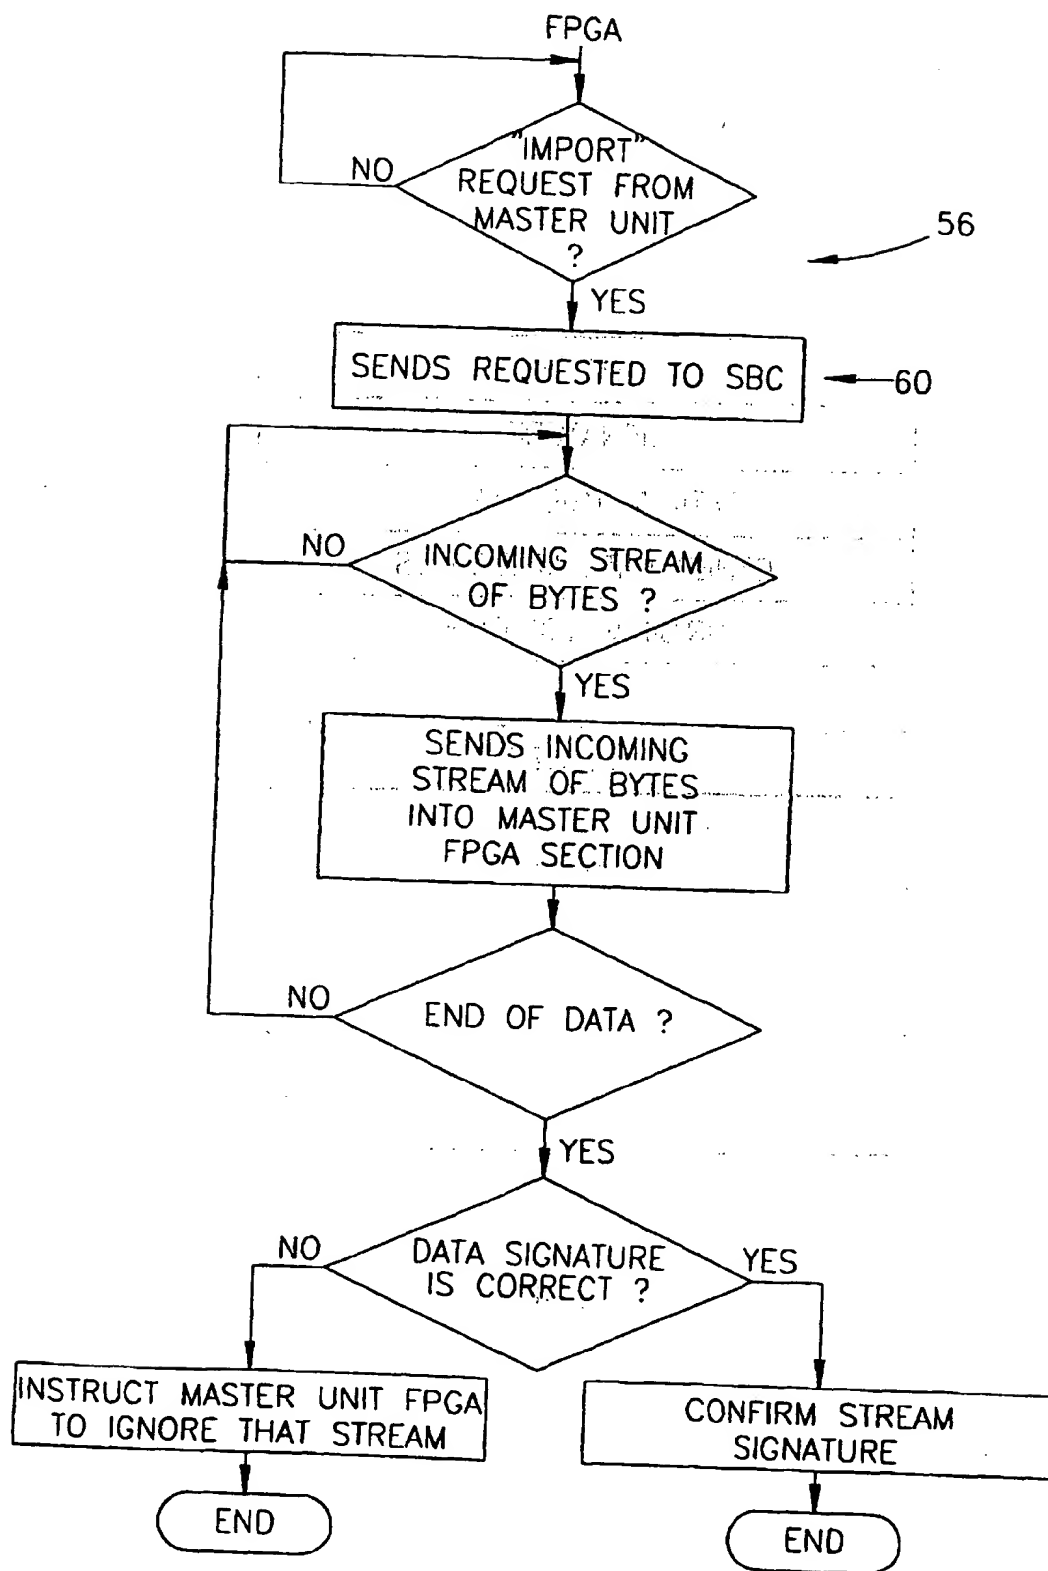 FPGA
"IMPORT"
REQUEST FROM
MASTER UNIT
?
NO
56
YES
SENDS REQUESTED TO SBC
60
NO
INCOMING STREAM
OF BYTES ?
YES
SENDS INCOMING
STREAM OF BYTES
INTO MASTER UNIT
FPGA SECTION
NO
END OF DATA ?
YES
NO
DATA SIGNATURE
IS CORRECT ?
YES
INSTRUCT MASTER UNIT FPGA
TO IGNORE THAT STREAM
CONFIRM STREAM
SIGNATURE
END
END